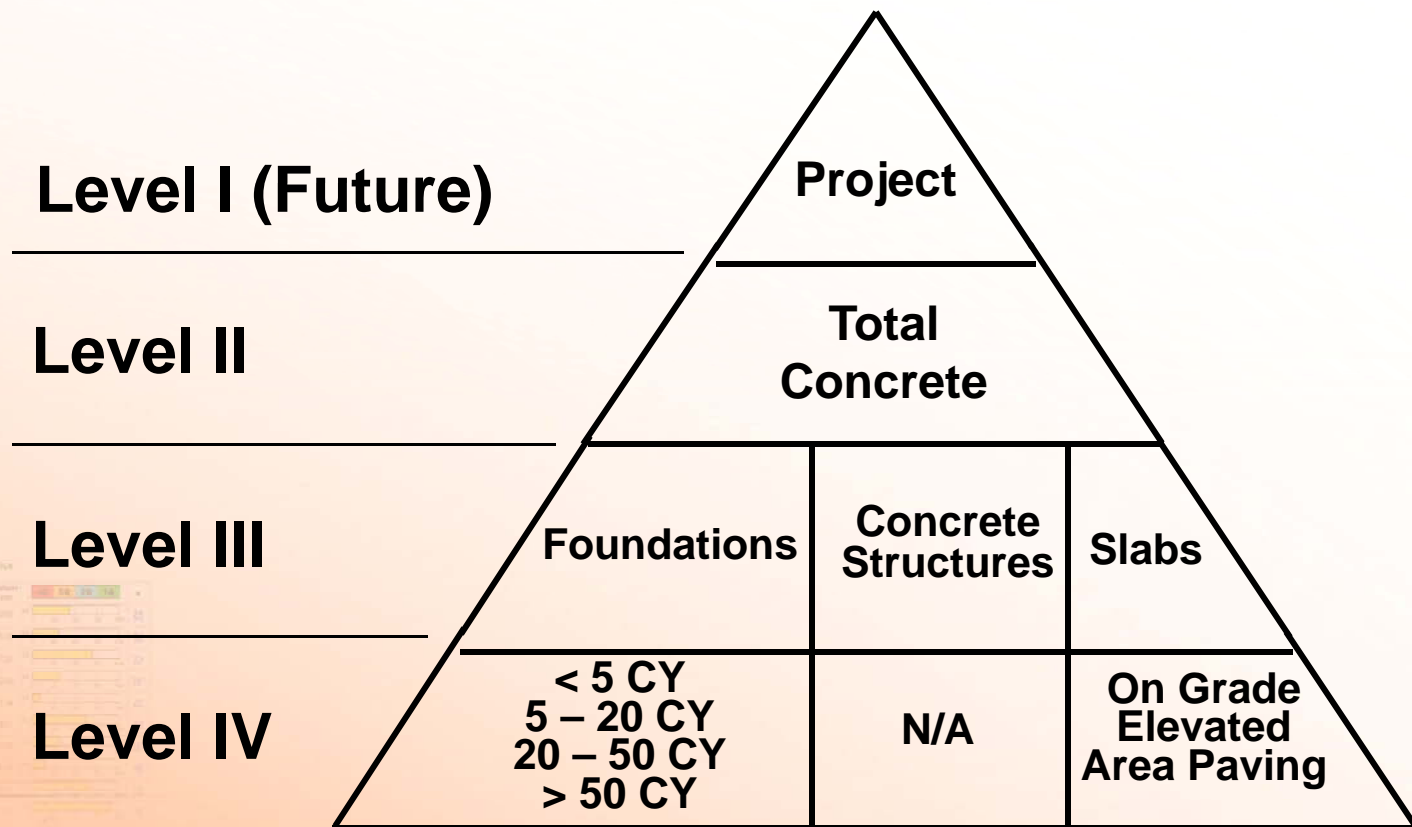 Level I (Future)
Project
Level II
Total
Concrete
Level III
Foundations
Concrete
Structures
Slabs
Level IV
< 5 CY
5 – 20 CY
20 – 50 CY
> 50 CY
N/A
On Grade
Elevated
Area Paving